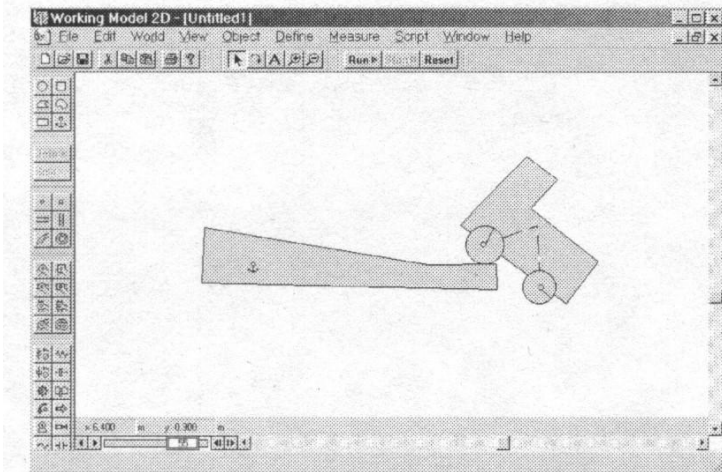 Working Model 2D - [Untitled1]
File Edit World View Object Define Measure Script Window Help
A Run Reset
x 6.400 m y 0.900 m